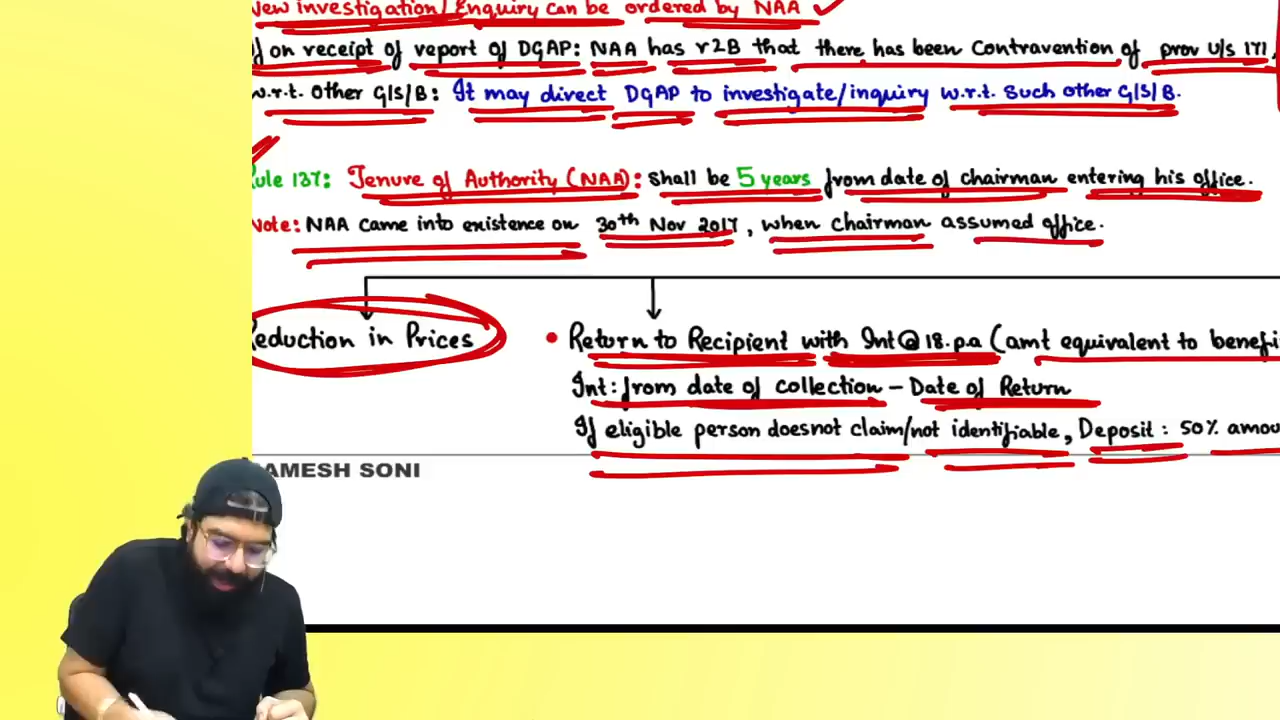 New investigation/Enquiry can be ordered by NAA
If on receipt of report of DGAP: NAA has r2B that there has been Contravention of prov U/s 171,
w.r.t. Other G/S/B: It may direct DGAP to investigate/inquiry w.r.t. Such other G/S/B.
Rule 137: Tenure of Authority (NAA): shall be 5 years from date of chairman entering his office.
Note: NAA came into existence on 30th Nov 2017, when chairman assumed office.
Reduction in Prices
• Return to Recipient with Int@18.p.a (amt equivalent to benefi
Int: from date of collection – Date of Return
If eligible person doesnot claim/not identifiable, Deposit: 50% amou
AMESH SONI